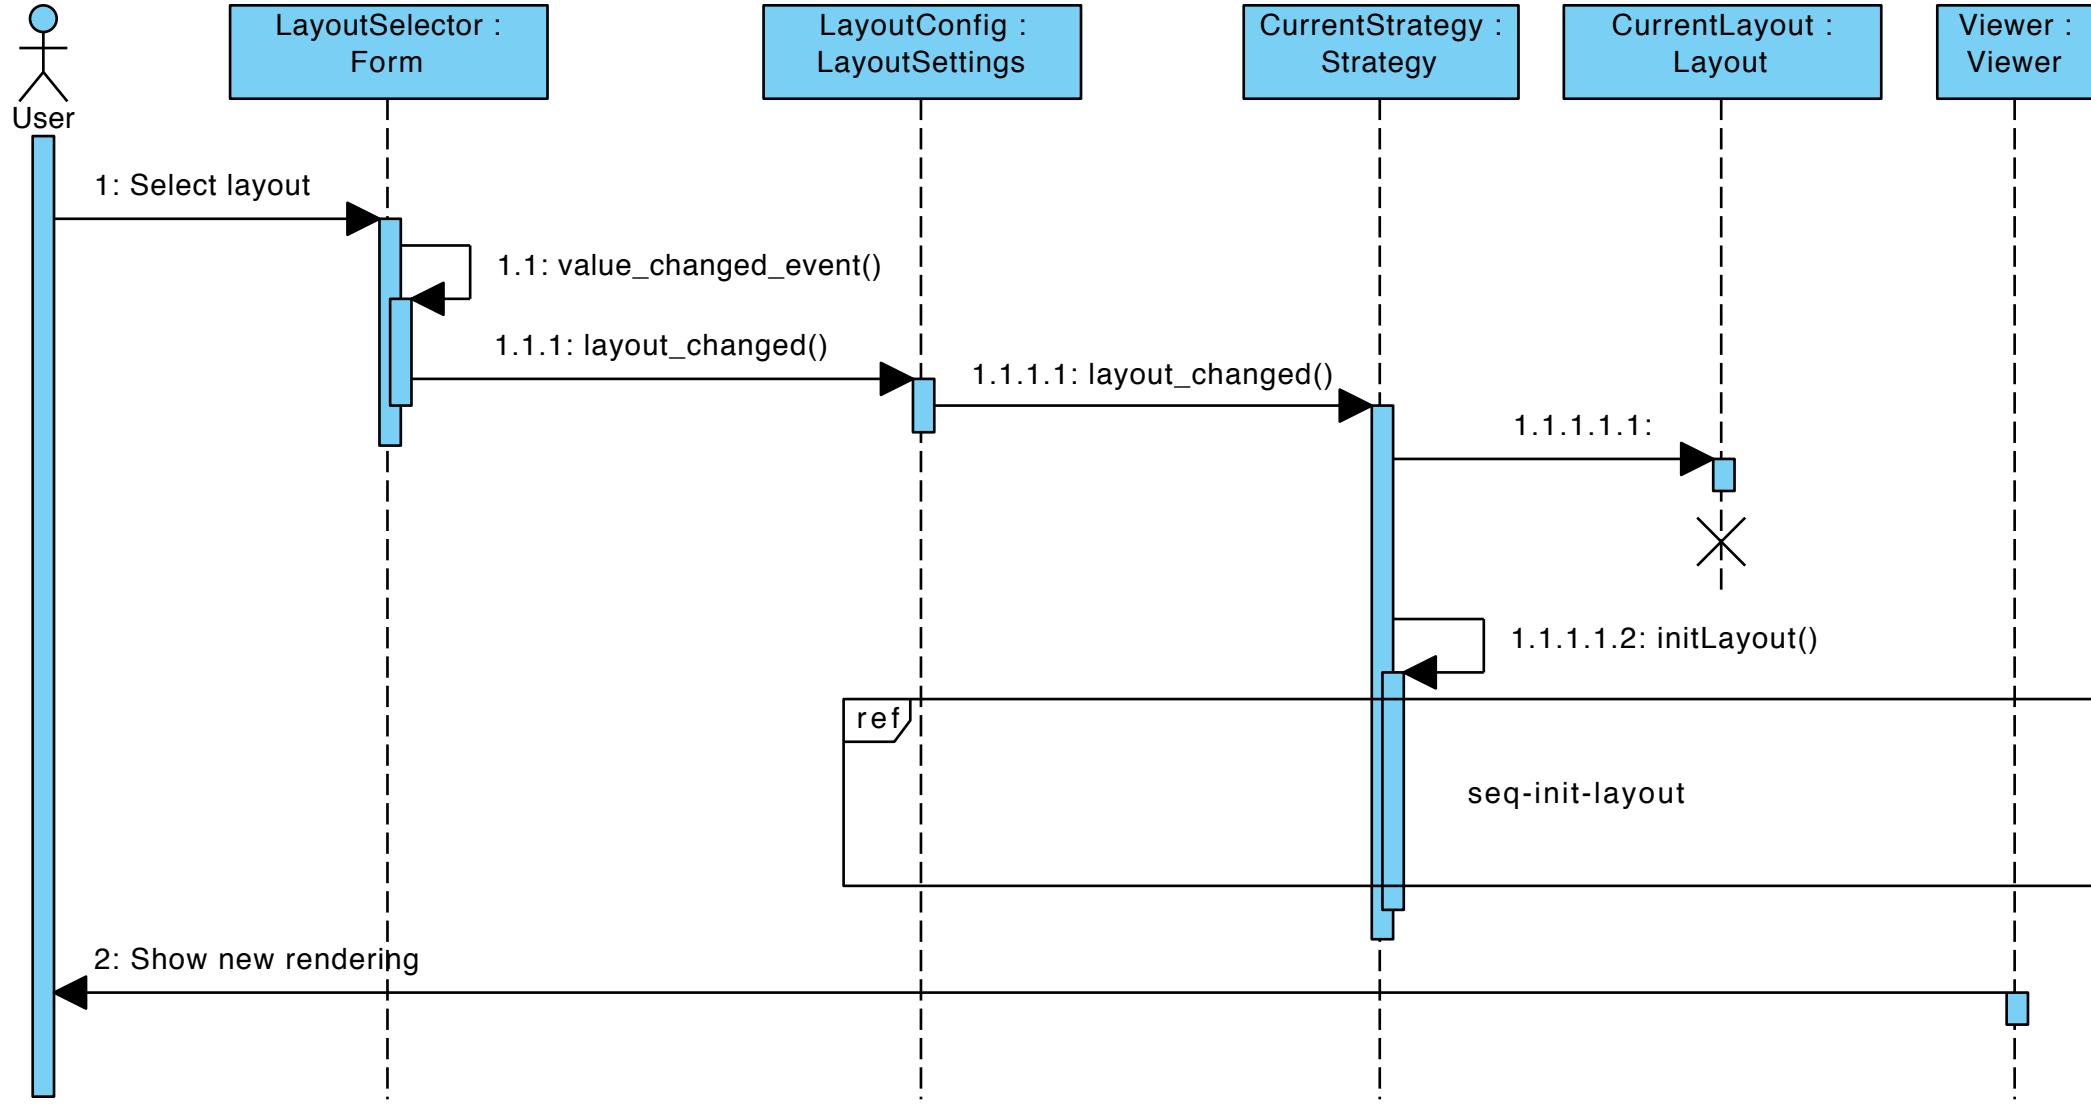 LayoutSelector :
Form
LayoutConfig :
LayoutSettings
CurrentStrategy :
Strategy
CurrentLayout :
Layout
Viewer :
Viewer
User
1: Select layout
1.1: value_changed_event()
1.1.1: layout_changed()
1.1.1.1: layout_changed()
1.1.1.1.1:
1.1.1.1.2: initLayout()
ref
seq-init-layout
2: Show new rendering